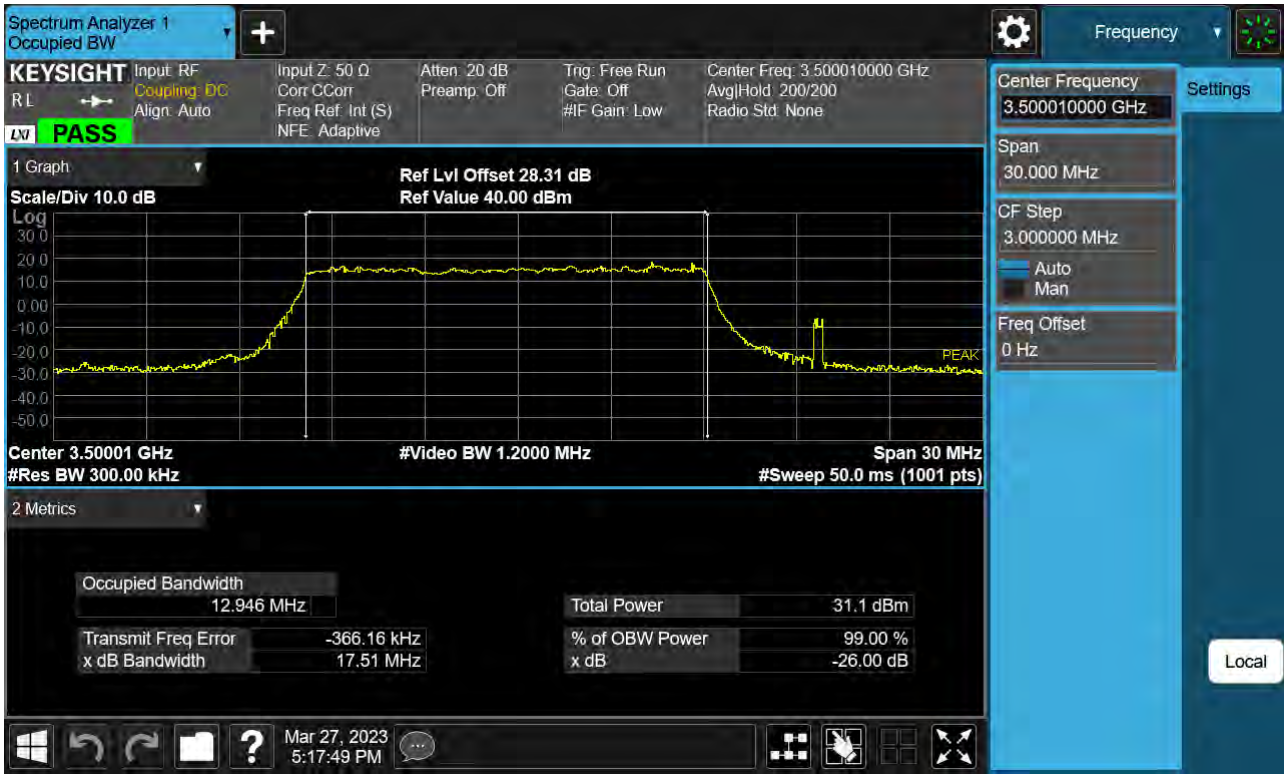 Spectrum Analyzer 1
Occupied BW
Frequency
KEYSIGHT
RL
LXI
PASS
Input: RF
Coupling: DC
Align: Auto
Input Z: 50 Ω
Corr CCorr
Freq Ref: Int (S)
NFE: Adaptive
Atten: 20 dB
Preamp: Off
Trig: Free Run
Gate: Off
#IF Gain: Low
Center Freq: 3.500010000 GHz
Avg|Hold: 200/200
Radio Std: None
Center Frequency
3.500010000 GHz
Settings
Span
30.000 MHz
CF Step
3.000000 MHz
Auto
Man
Freq Offset
0 Hz
1 Graph
Scale/Div 10.0 dB
Ref Lvl Offset 28.31 dB
Ref Value 40.00 dBm
Log
30.0
20.0
10.0
0.00
-10.0
-20.0
-30.0
-40.0
-50.0
PEAK
Center 3.50001 GHz
#Video BW 1.2000 MHz
Span 30 MHz
#Res BW 300.00 kHz
#Sweep 50.0 ms (1001 pts)
2 Metrics
Occupied Bandwidth
12.946 MHz
Total Power 31.1 dBm
Transmit Freq Error -366.16 kHz
% of OBW Power 99.00 %
x dB Bandwidth 17.51 MHz
x dB -26.00 dB
Local
?
Mar 27, 2023
5:17:49 PM